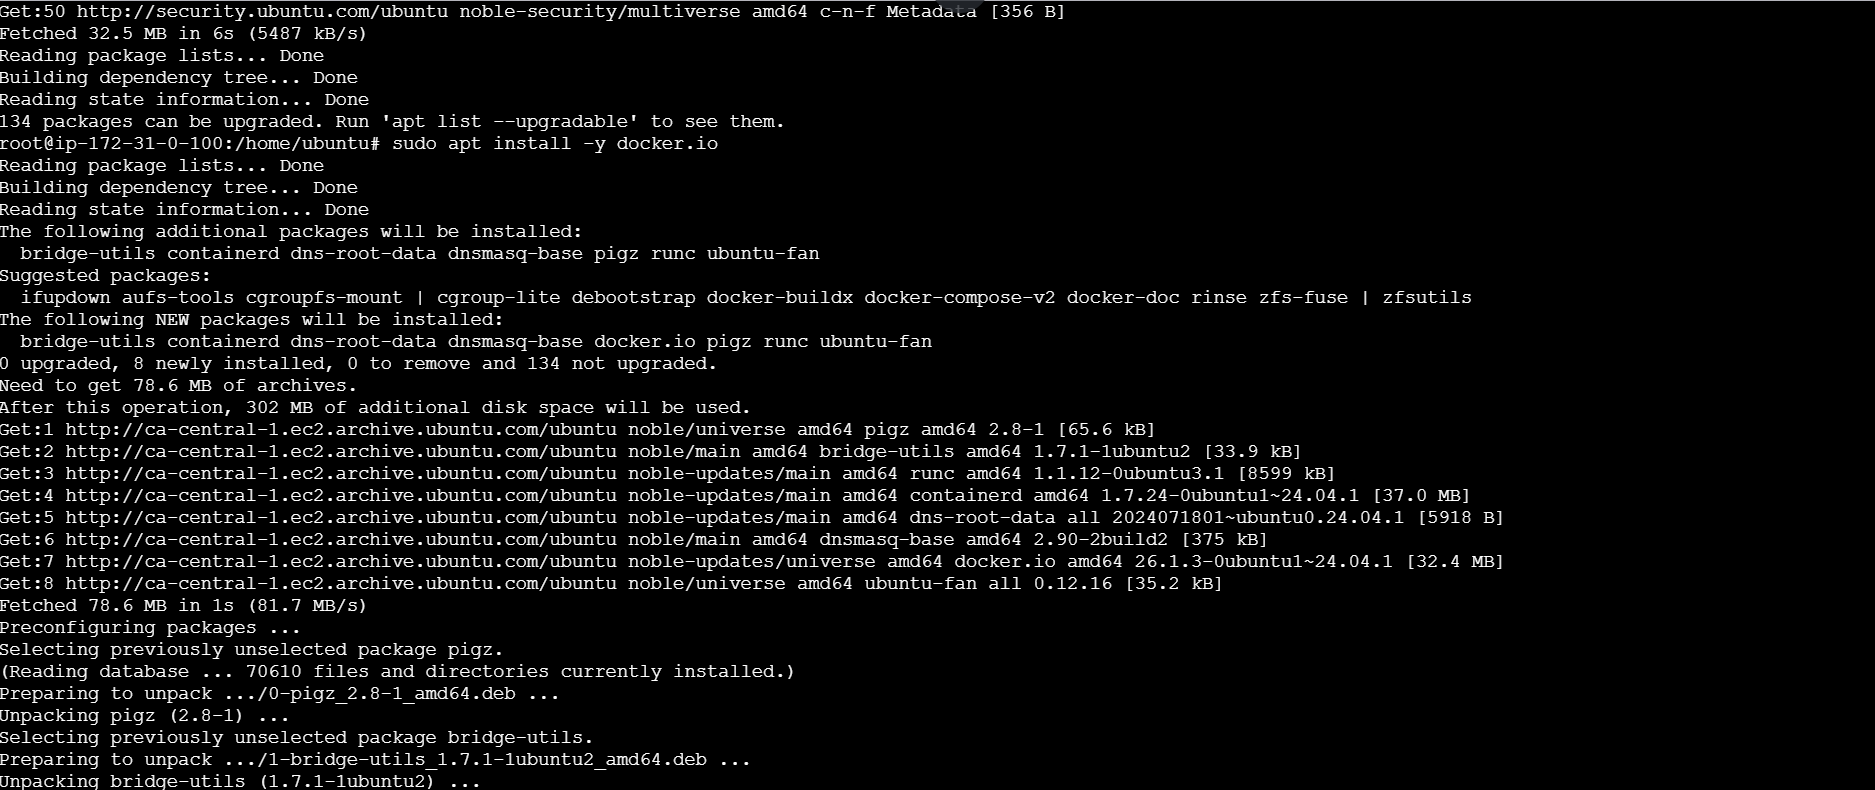 Get:50 http://security.ubuntu.com/ubuntu noble-security/multiverse amd64 c-n-f Metadata [356 B]
Fetched 32.5 MB in 6s (5487 kB/s)
Reading package lists... Done
Building dependency tree... Done
Reading state information... Done
134 packages can be upgraded. Run 'apt list --upgradable' to see them.
root@ip-172-31-0-100:/home/ubuntu# sudo apt install -y docker.io
Reading package lists... Done
Building dependency tree... Done
Reading state information... Done
The following additional packages will be installed:
  bridge-utils containerd dns-root-data dnsmasq-base pigz runc ubuntu-fan
Suggested packages:
  ifupdown aufs-tools cgroupfs-mount | cgroup-lite debootstrap docker-buildx docker-compose-v2 docker-doc rinse zfs-fuse | zfsutils
The following NEW packages will be installed:
  bridge-utils containerd dns-root-data dnsmasq-base docker.io pigz runc ubuntu-fan
0 upgraded, 8 newly installed, 0 to remove and 134 not upgraded.
Need to get 78.6 MB of archives.
After this operation, 302 MB of additional disk space will be used.
Get:1 http://ca-central-1.ec2.archive.ubuntu.com/ubuntu noble/universe amd64 pigz amd64 2.8-1 [65.6 kB]
Get:2 http://ca-central-1.ec2.archive.ubuntu.com/ubuntu noble/main amd64 bridge-utils amd64 1.7.1-1ubuntu2 [33.9 kB]
Get:3 http://ca-central-1.ec2.archive.ubuntu.com/ubuntu noble-updates/main amd64 runc amd64 1.1.12-0ubuntu3.1 [8599 kB]
Get:4 http://ca-central-1.ec2.archive.ubuntu.com/ubuntu noble-updates/main amd64 containerd amd64 1.7.24-0ubuntu1~24.04.1 [37.0 MB]
Get:5 http://ca-central-1.ec2.archive.ubuntu.com/ubuntu noble-updates/main amd64 dns-root-data all 2024071801~ubuntu0.24.04.1 [5918 B]
Get:6 http://ca-central-1.ec2.archive.ubuntu.com/ubuntu noble/main amd64 dnsmasq-base amd64 2.90-2build2 [375 kB]
Get:7 http://ca-central-1.ec2.archive.ubuntu.com/ubuntu noble-updates/universe amd64 docker.io amd64 26.1.3-0ubuntu1~24.04.1 [32.4 MB]
Get:8 http://ca-central-1.ec2.archive.ubuntu.com/ubuntu noble/universe amd64 ubuntu-fan all 0.12.16 [35.2 kB]
Fetched 78.6 MB in 1s (81.7 MB/s)
Preconfiguring packages ...
Selecting previously unselected package pigz.
(Reading database ... 70610 files and directories currently installed.)
Preparing to unpack .../0-pigz_2.8-1_amd64.deb ...
Unpacking pigz (2.8-1) ...
Selecting previously unselected package bridge-utils.
Preparing to unpack .../1-bridge-utils_1.7.1-1ubuntu2_amd64.deb ...
Unpacking bridge-utils (1.7.1-1ubuntu2) ...